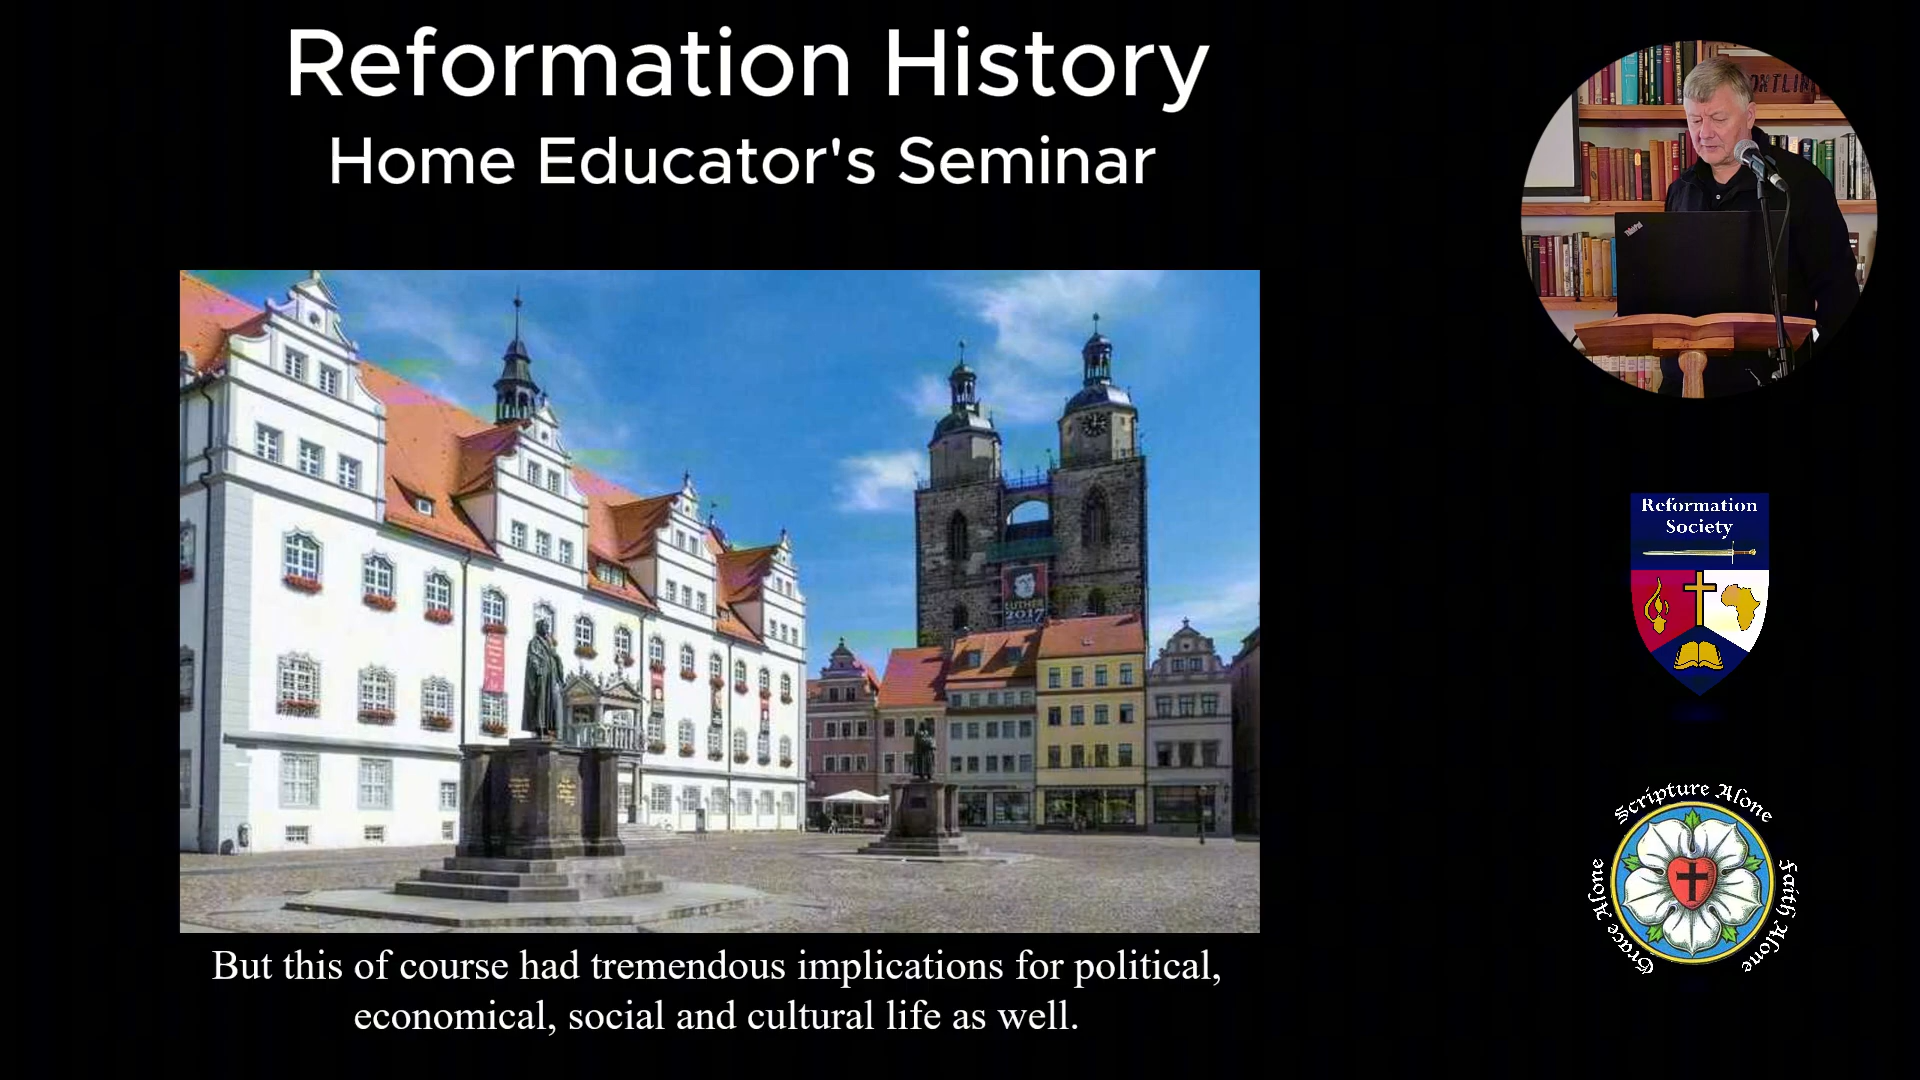 Reformation History
Home Educator's Seminar
ThinkPad
Reformation
Society
LUTHER
2017
Scripture Alone
Grace Alone
Faith Alone
But this of course had tremendous implications for political,
economical, social and cultural life as well.